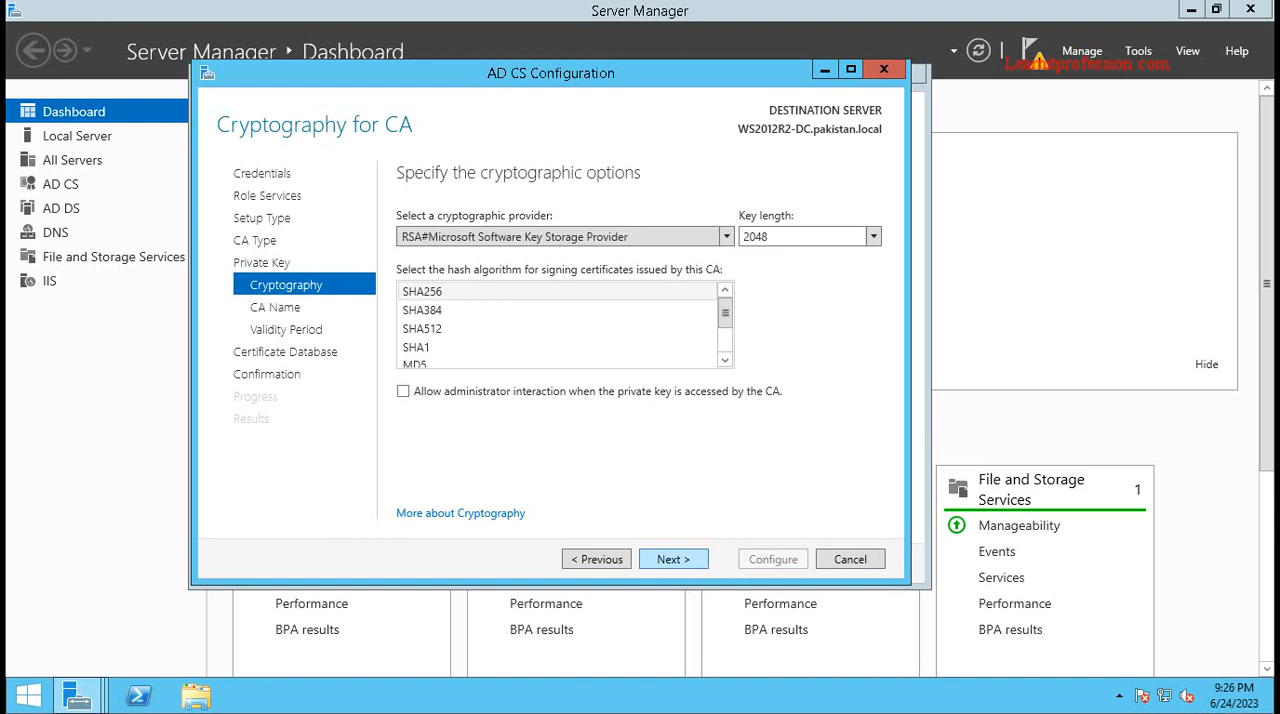 Server Manager
Server Manager • Dashboard
Manage Tools View Help
Learnitprofession.com
Dashboard
Local Server
All Servers
AD CS
AD DS
DNS
File and Storage Services
IIS
AD CS Configuration
Cryptography for CA
DESTINATION SERVER
WS2012R2-DC.pakistan.local
Credentials
Role Services
Setup Type
CA Type
Private Key
Cryptography
CA Name
Validity Period
Certificate Database
Confirmation
Progress
Results
Specify the cryptographic options
Select a cryptographic provider:
Key length:
RSA#Microsoft Software Key Storage Provider
2048
Select the hash algorithm for signing certificates issued by this CA:
SHA256
SHA384
SHA512
SHA1
MD5
Allow administrator interaction when the private key is accessed by the CA.
More about Cryptography
< Previous
Next >
Configure
Cancel
Hide
File and Storage
Services
1
Manageability
Events
Services
Performance
BPA results
Performance
BPA results
Performance
BPA results
Performance
BPA results
9:26 PM
6/24/2023